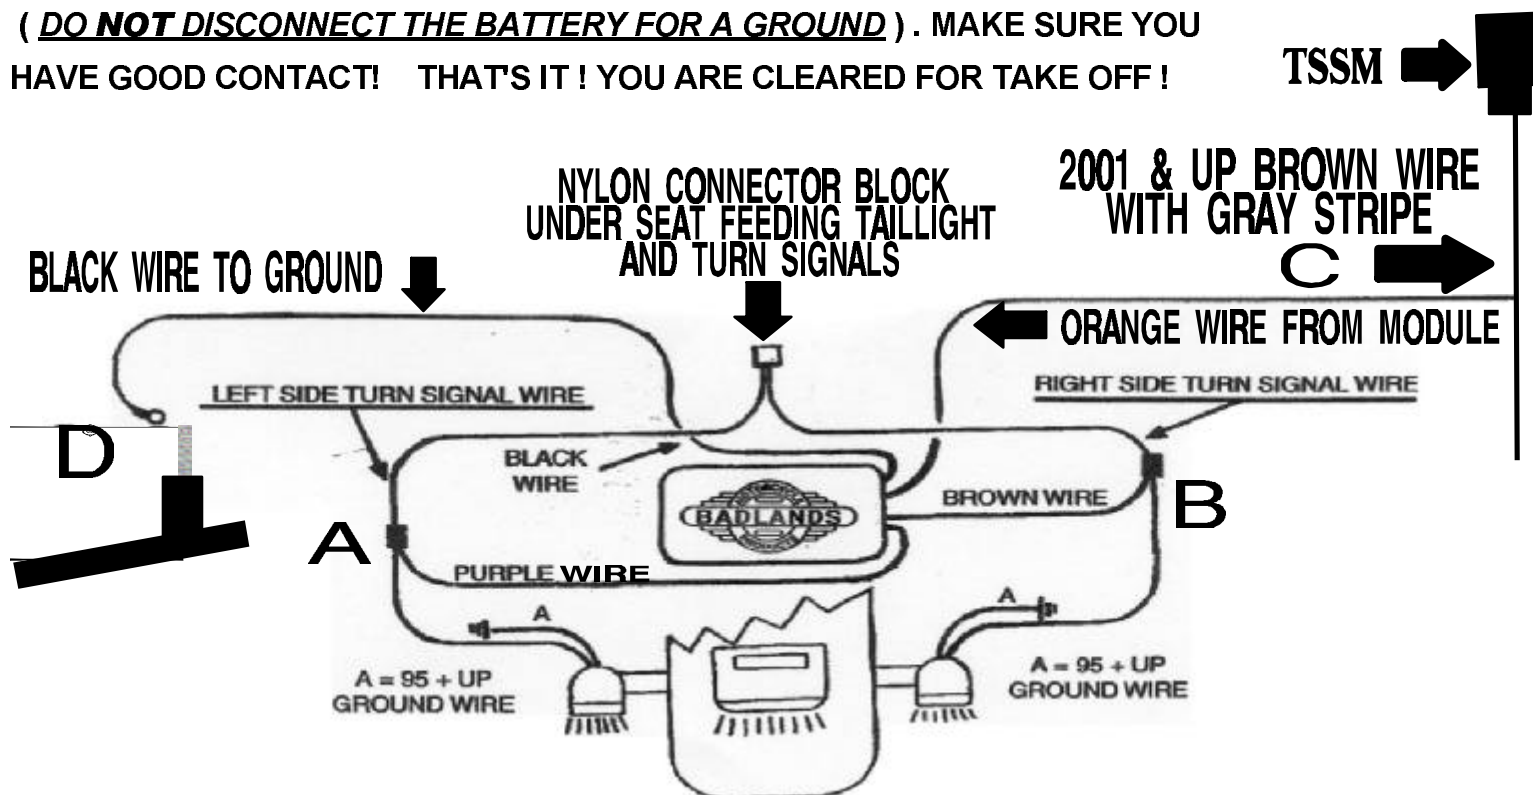 ( DO NOT DISCONNECT THE BATTERY FOR A GROUND ) . MAKE SURE YOU
HAVE GOOD CONTACT! THAT'S IT ! YOU ARE CLEARED FOR TAKE OFF !
TSSM
2001 & UP BROWN WIRE
WITH GRAY STRIPE
C
NYLON CONNECTOR BLOCK
UNDER SEAT FEEDING TAILLIGHT
AND TURN SIGNALS
BLACK WIRE TO GROUND
ORANGE WIRE FROM MODULE
LEFT SIDE TURN SIGNAL WIRE
RIGHT SIDE TURN SIGNAL WIRE
D
BLACK
WIRE
BROWN WIRE
B
BADLANDS
A
PURPLE WIRE
A
A
A = 95 + UP
GROUND WIRE
A = 95 + UP
GROUND WIRE